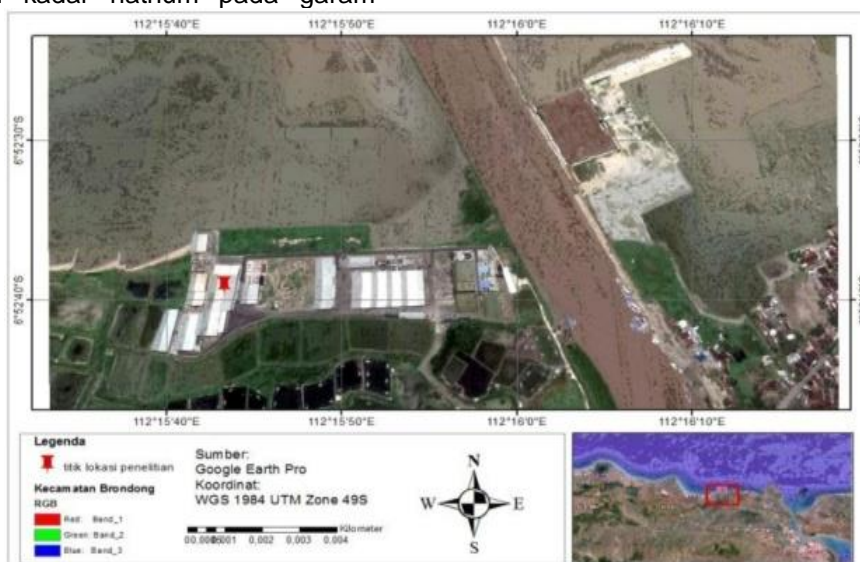 kadar natrium pada garam
112°15'40"E 112°15'50"E 112°16'0"E 112°16'10"E
6°52'30"S
6°52'40"S
112°15'40"E 112°15'50"E 112°16'0"E 112°16'10"E
Legenda
titik lokasi penelitian
Kecamatan Brondong
RGB
Red: Band_1
Green: Band_2
Blue: Band_3
Sumber:
Google Earth Pro
Koordinat:
WGS 1984 UTM Zone 49S
Kilometer
0,002 0,003 0,004
N
W E
S